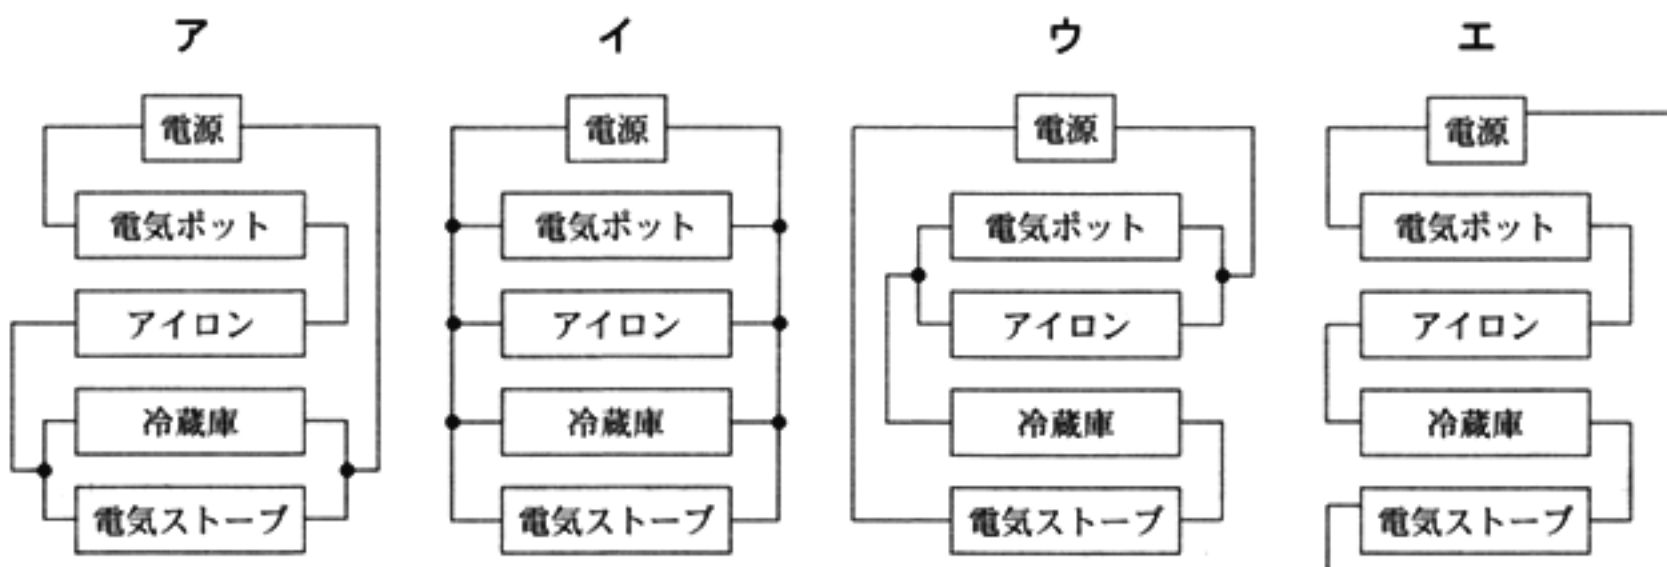 ア
電源
電気ポット
アイロン
冷蔵庫
電気ストーブ
イ
電源
電気ポット
アイロン
冷蔵庫
電気ストーブ
ウ
電源
電気ポット
アイロン
冷蔵庫
電気ストーブ
エ
電源
電気ポット
アイロン
冷蔵庫
電気ストーブ